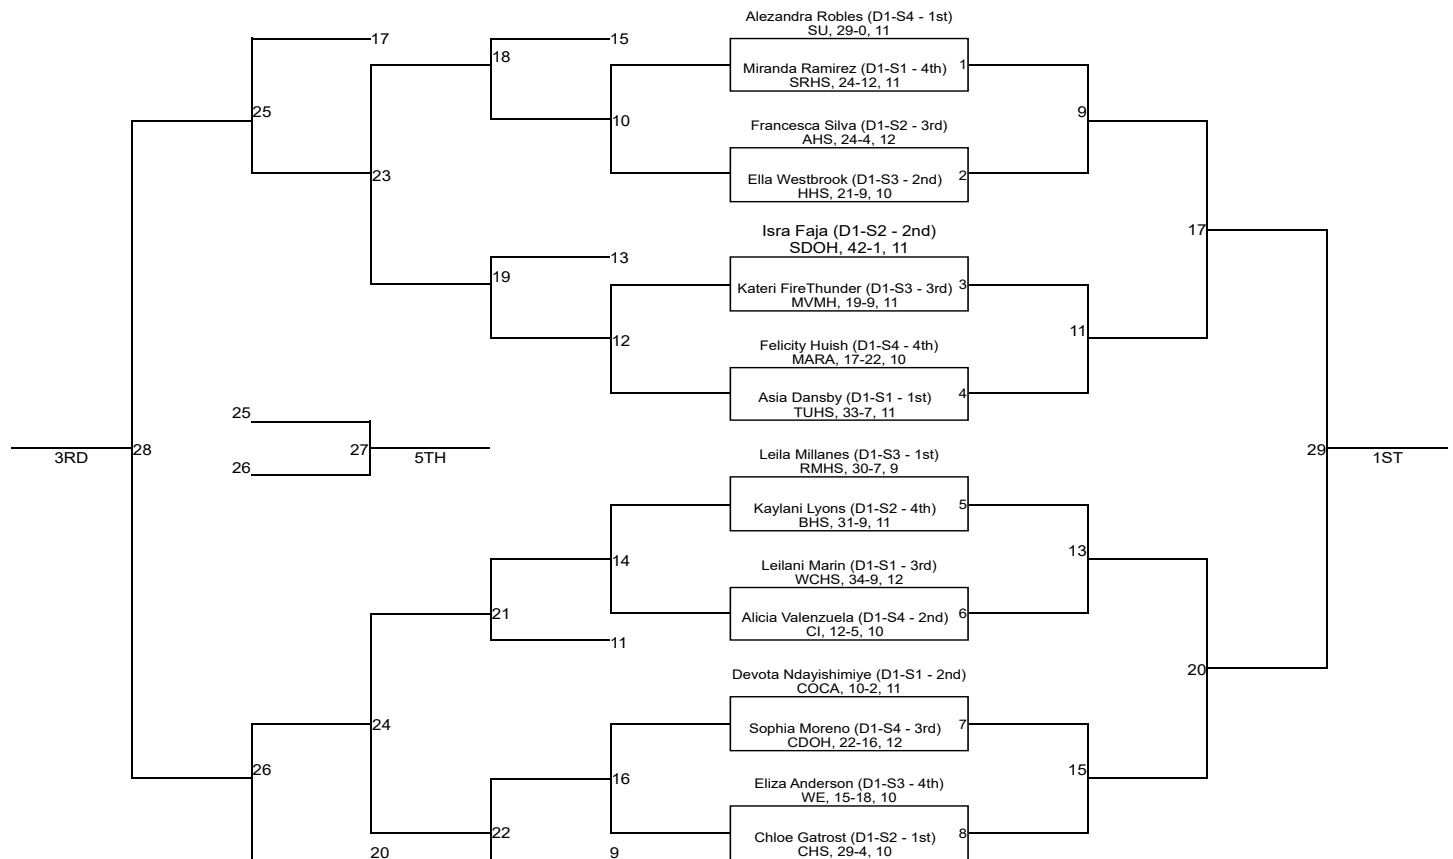 Alezandra Robles (D1-S4 - 1st)
SU, 29-0, 11
17
15
18
Miranda Ramirez (D1-S1 - 4th) 1
SRHS, 24-12, 11
25
10
9
Francesca Silva (D1-S2 - 3rd)
AHS, 24-4, 12
23
Ella Westbrook (D1-S3 - 2nd) 2
HHS, 21-9, 10
Isra Faja (D1-S2 - 2nd)
SDOH, 42-1, 11
17
13
19
Kateri FireThunder (D1-S3 - 3rd) 3
MVMH, 19-9, 11
12
11
Felicity Huish (D1-S4 - 4th)
MARA, 17-22, 10
Asia Dansby (D1-S1 - 1st) 4
TUHS, 33-7, 11
25
28
27
29
3RD
5TH
1ST
26
Leila Millanes (D1-S3 - 1st)
RMHS, 30-7, 9
Kaylani Lyons (D1-S2 - 4th) 5
BHS, 31-9, 11
14
13
Leilani Marin (D1-S1 - 3rd)
WCHS, 34-9, 12
21
Alicia Valenzuela (D1-S4 - 2nd) 6
CI, 12-5, 10
11
20
Devota Ndayishimiye (D1-S1 - 2nd)
COCA, 10-2, 11
24
Sophia Moreno (D1-S4 - 3rd) 7
CDOH, 22-16, 12
26
16
15
Eliza Anderson (D1-S3 - 4th)
WE, 15-18, 10
22
Chloe Gatrost (D1-S2 - 1st) 8
CHS, 29-4, 10
20
9